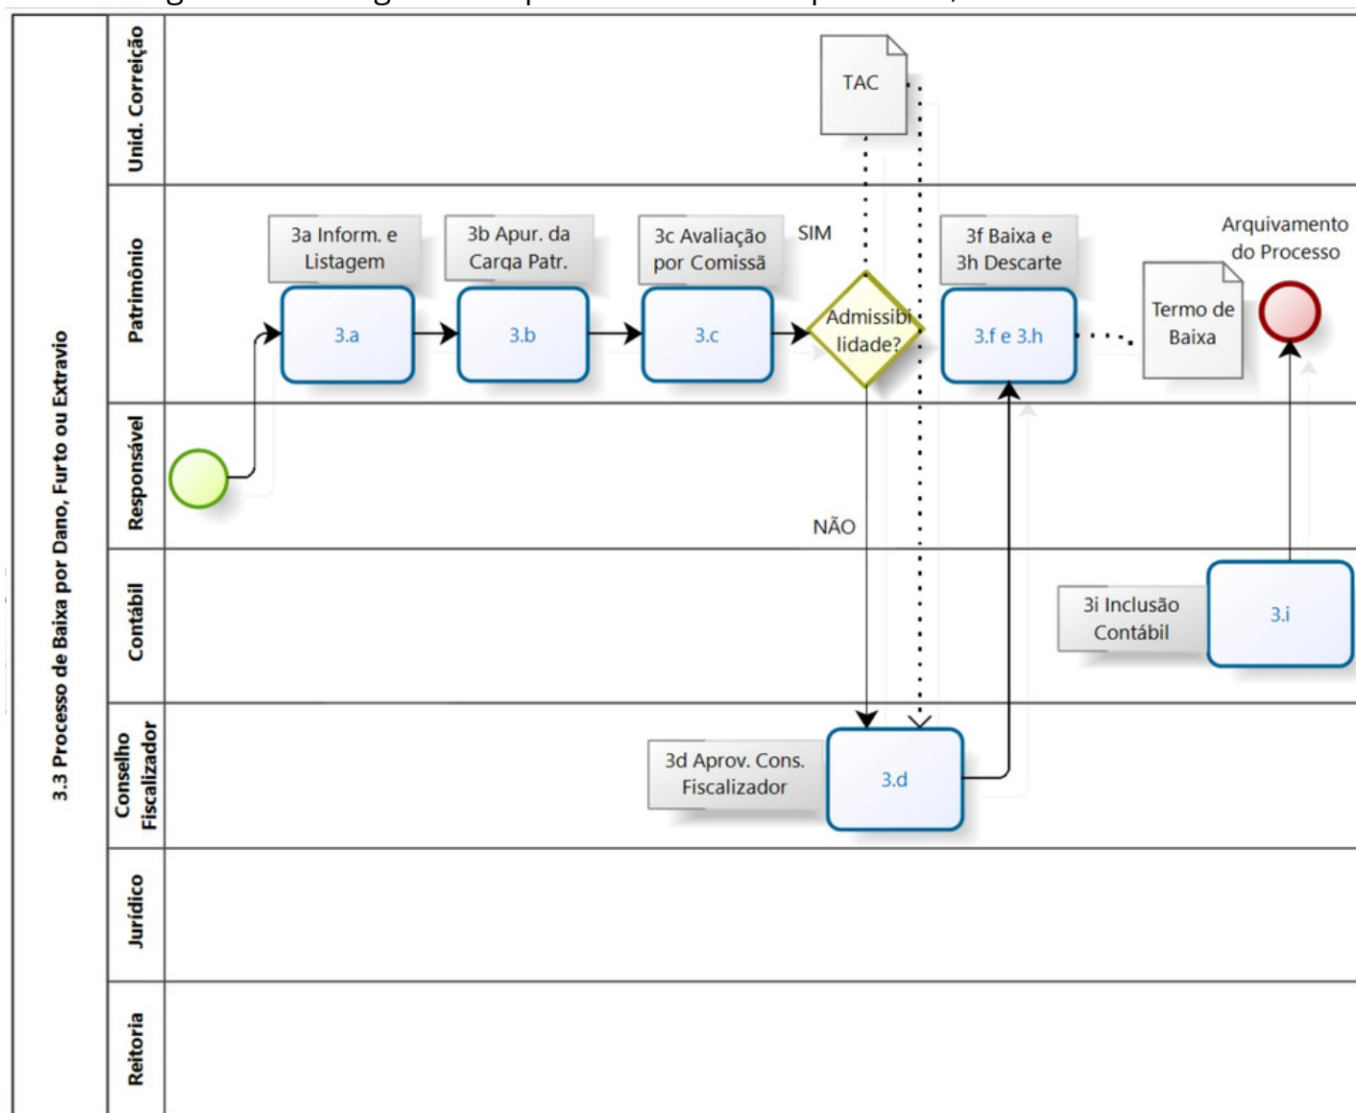 3.3 Processo de Baixa por Dano, Furto ou Extravio
Unid. Correição
TAC
Patrimônio
3a Inform. e
Listagem
3.a
3b Apur. da
Carga Patr.
3.b
3c Avaliação
por Comissã
3.c
SIM
Admissibi
lidade?
3f Baixa e
3h Descarte
3.f e 3.h
Termo de
Baixa
Arquivamento
do Processo
Responsável
NÃO
Contábil
3i Inclusão
Contábil
3.i
Conselho
Fiscalizador
3d Aprov. Cons.
Fiscalizador
3.d
Jurídico
Reitoria